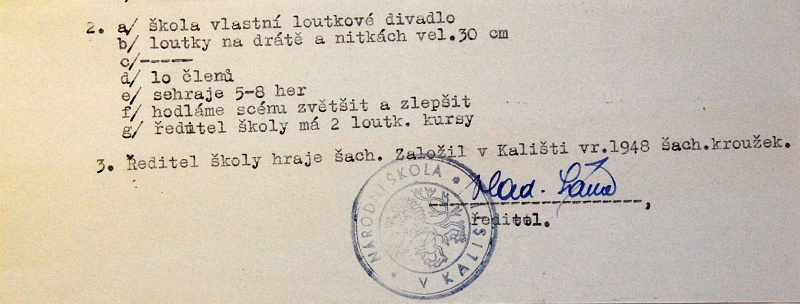 2. a/ škola vlastní loutkové divadlo
b/ loutky na drátě a nitkách vel.30 cm
c/-----
d/ lo členů
e/ sehraje 5-8 her
f/ hodláme scénu zvětšit a zlepšit
g/ ředitel školy má 2 loutk. kursy
3. Ředitel školy hraje šach. Založil v Kališti vr.1948 šach.kroužek.
NÁRODNÍ ŠKOLA
V KALIŠTI
Vlad.
ředitel.